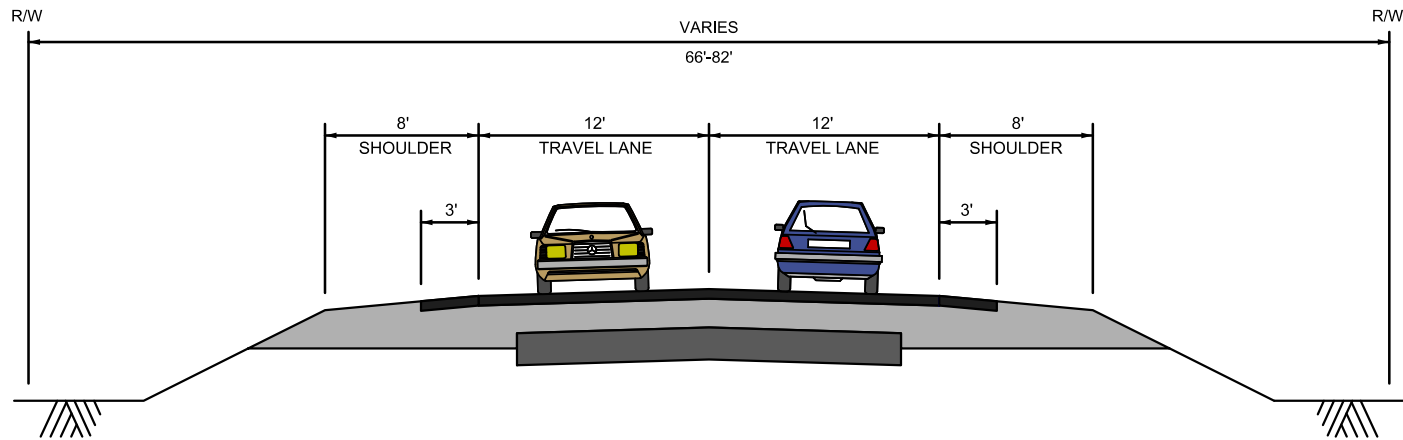 R/W
R/W
VARIES
66'-82'
8'
12'
12'
8'
SHOULDER
TRAVEL LANE
TRAVEL LANE
SHOULDER
3'
3'